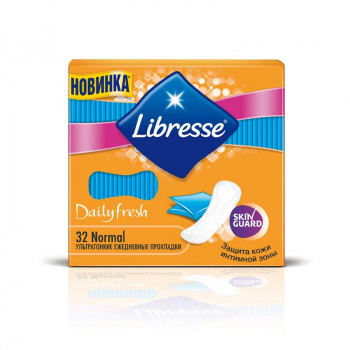 НОВИНКА*
Libresse®
Dailyfresh
32 Normal
УЛЬТРАТОНКИЕ ЕЖЕДНЕВНЫЕ ПРОКЛАДКИ
SKIN
GUARD
Защита кожи
интимной зоны